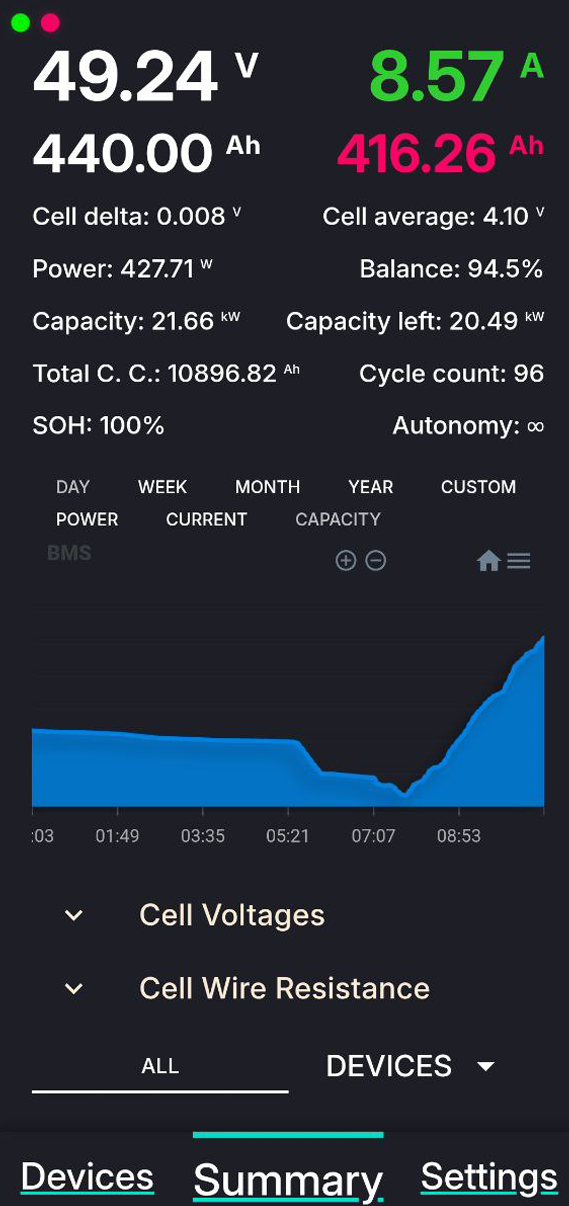 49.24 V 8.57 A
440.00 Ah 416.26 Ah
Cell delta: 0.008 V Cell average: 4.10 V
Power: 427.71 W Balance: 94.5%
Capacity: 21.66 kW Capacity left: 20.49 kW
Total C. C.: 10896.82 Ah Cycle count: 96
SOH: 100% Autonomy: ∞
DAY WEEK MONTH YEAR CUSTOM
POWER CURRENT CAPACITY
BMS
:03 01:49 03:35 05:21 07:07 08:53
Cell Voltages
Cell Wire Resistance
ALL DEVICES
Devices Summary Settings